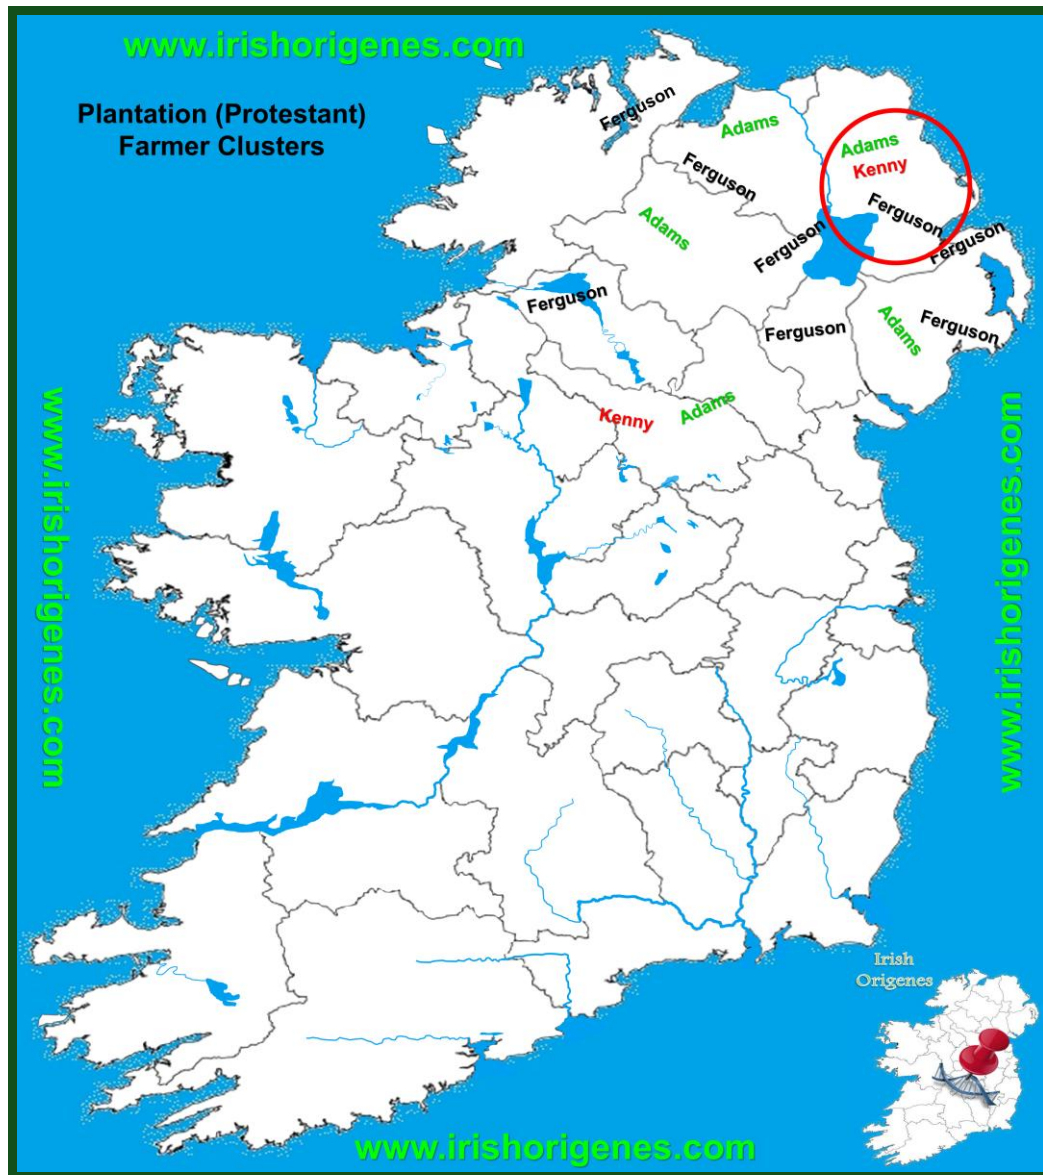 www.irishorigenes.com
Plantation (Protestant)
Farmer Clusters
Ferguson
Adams
Adams
Kenny
Ferguson
Ferguson
Adams
Ferguson
Ferguson
Ferguson
Ferguson
Adams
Ferguson
Kenny
Adams
www.irishorigenes.com
www.irishorigenes.com
Irish
Origenes
www.irishorigenes.com